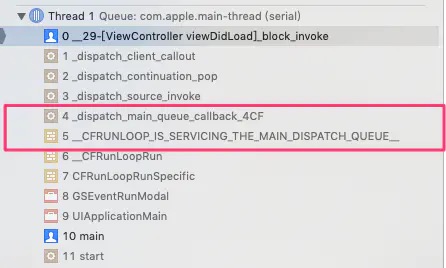 Thread 1 Queue: com.apple.main-thread (serial)
0 __29-[ViewController viewDidLoad]_block_invoke
1 _dispatch_client_callout
2 _dispatch_continuation_pop
3 _dispatch_source_invoke
4 _dispatch_main_queue_callback_4CF
5 __CFRUNLOOP_IS_SERVICING_THE_MAIN_DISPATCH_QUEUE__
6 __CFRunLoopRun
7 CFRunLoopRunSpecific
8 GSEventRunModal
9 UIApplicationMain
10 main
11 start